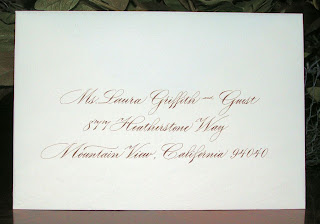 Ms Laura Griffith — Guest
877 Heatherstone Way
Mountain View, California 94040